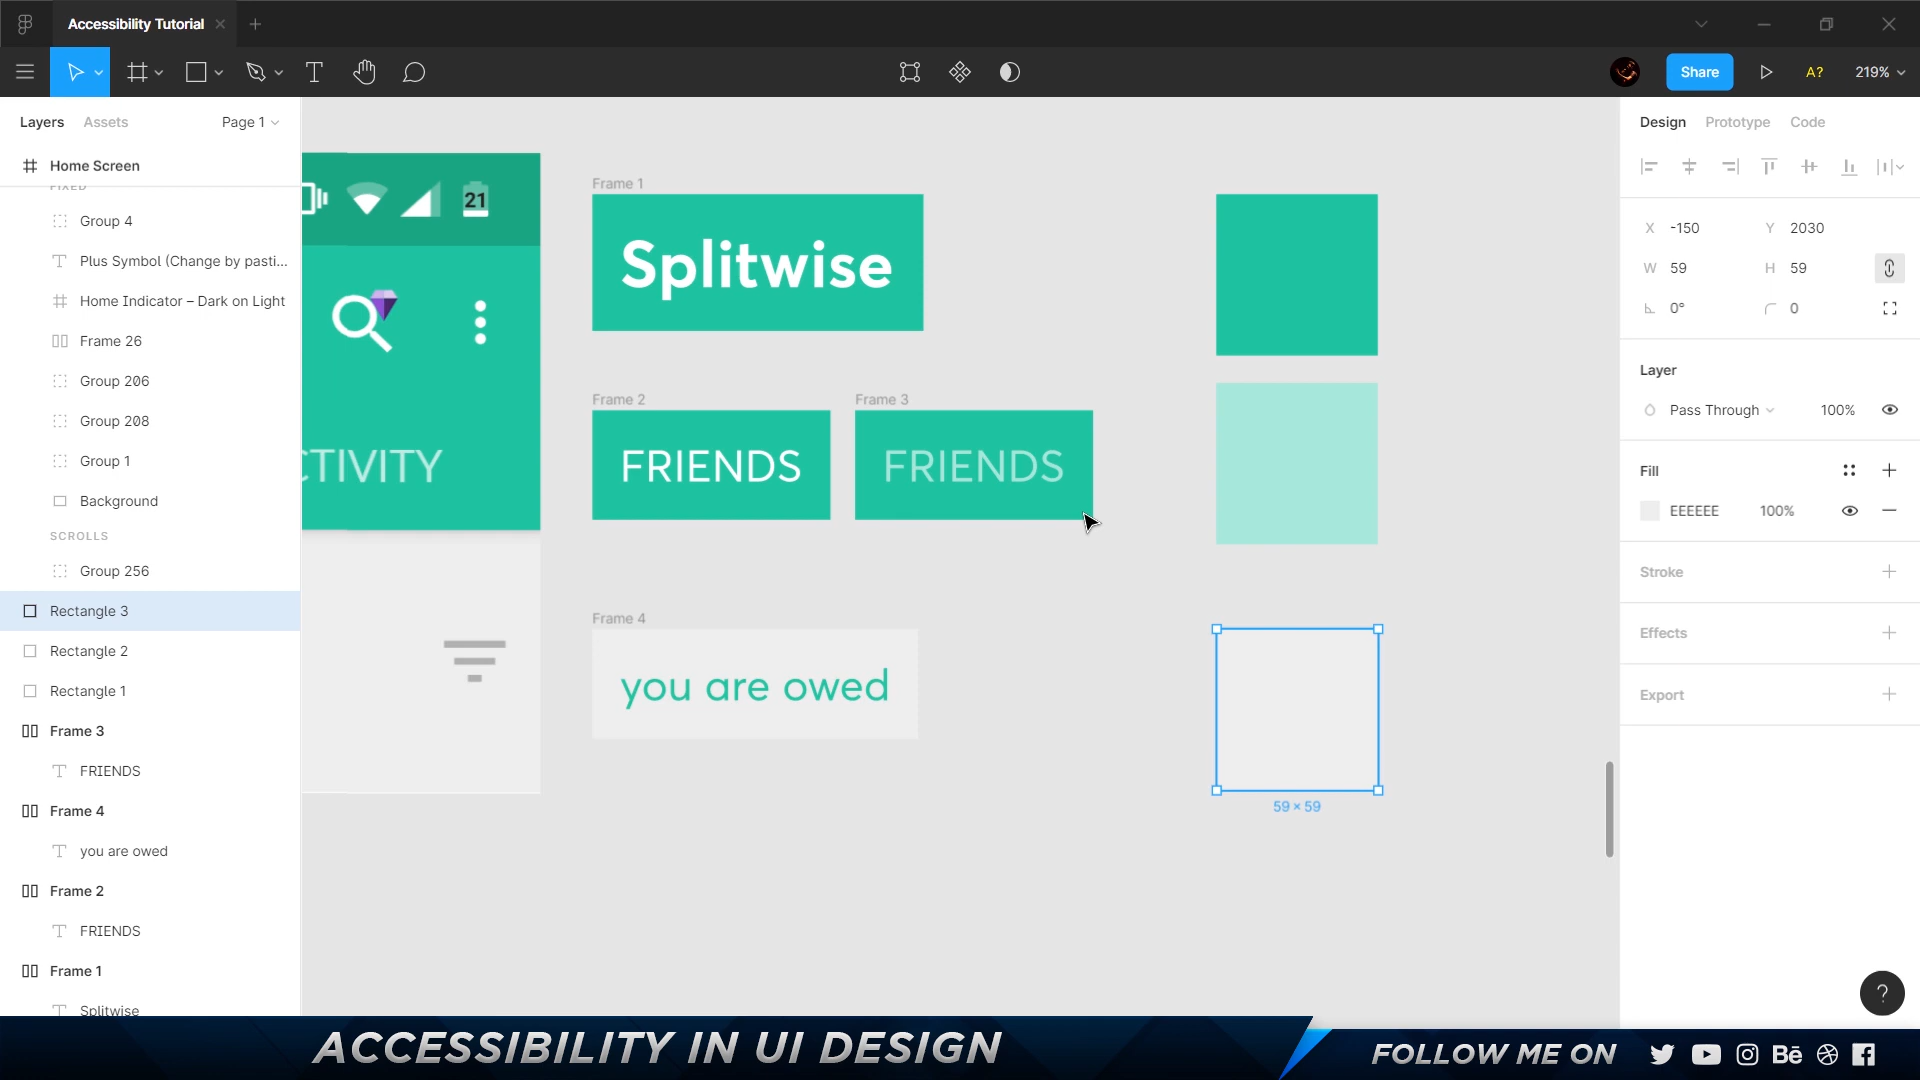 Accessibility Tutorial
Share
A?
219%
Layers
Assets
Page 1
Home Screen
FIXED
Group 4
Plus Symbol (Change by pasti...
Home Indicator – Dark on Light
Frame 26
Group 206
Group 208
Group 1
Background
SCROLLS
Group 256
Rectangle 3
Rectangle 2
Rectangle 1
Frame 3
FRIENDS
Frame 4
you are owed
Frame 2
FRIENDS
Frame 1
Splitwise
21
CTIVITY
Frame 1
Splitwise
Frame 2
FRIENDS
Frame 3
FRIENDS
Frame 4
you are owed
59 × 59
Design
Prototype
Code
X -150
Y 2030
W 59
H 59
0°
0
Layer
Pass Through
100%
Fill
EEEEEE
100%
Stroke
Effects
Export
?
ACCESSIBILITY IN UI DESIGN
FOLLOW ME ON
Bē